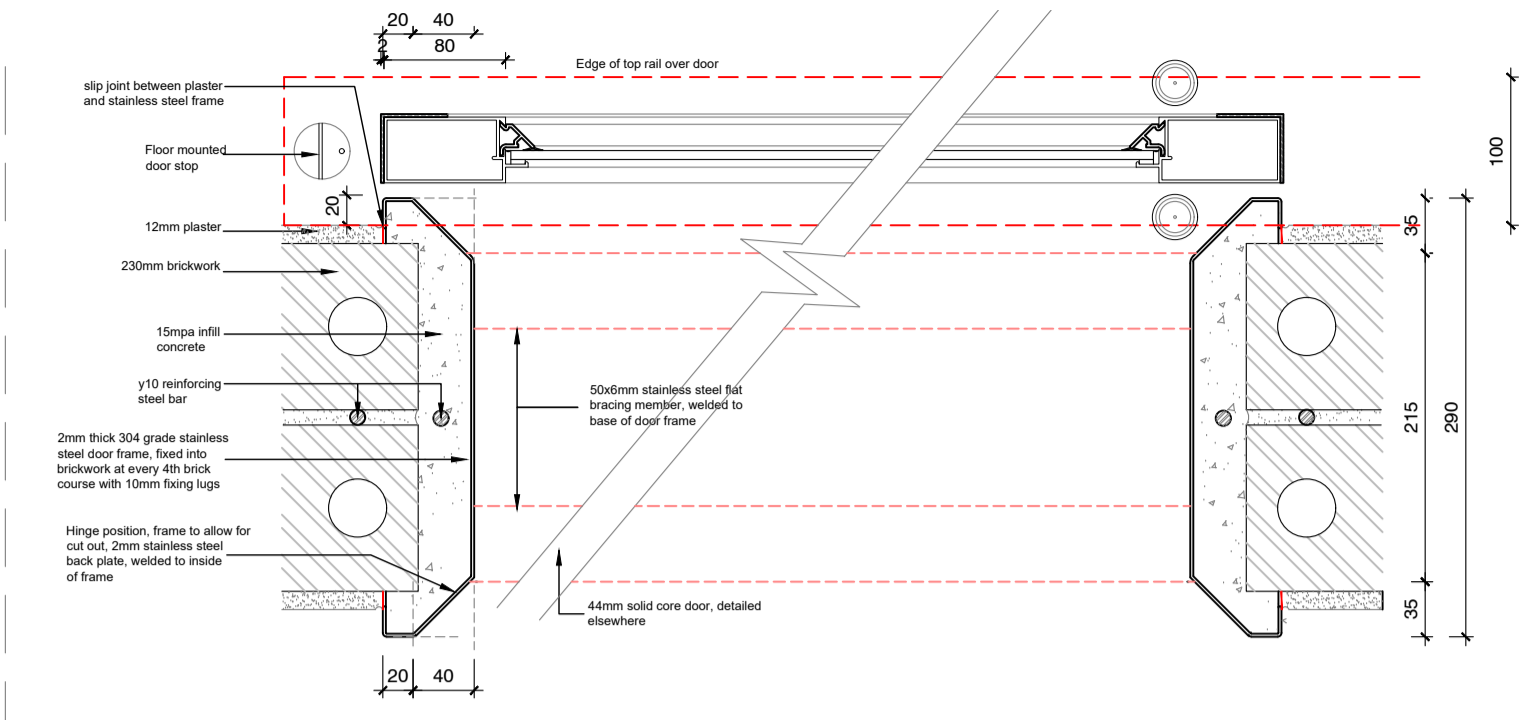 20 40
2 80
Edge of top rail over door
slip joint between plaster
and stainless steel frame
Floor mounted
door stop
100
20
12mm plaster
35
230mm brickwork
15mpa infill
concrete
y10 reinforcing
steel bar
50x6mm stainless steel flat
bracing member, welded to
base of door frame
215
290
2mm thick 304 grade stainless
steel door frame, fixed into
brickwork at every 4th brick
course with 10mm fixing lugs
Hinge position, frame to allow for
cut out, 2mm stainless steel
back plate, welded to inside
of frame
44mm solid core door, detailed
elsewhere
35
20 40